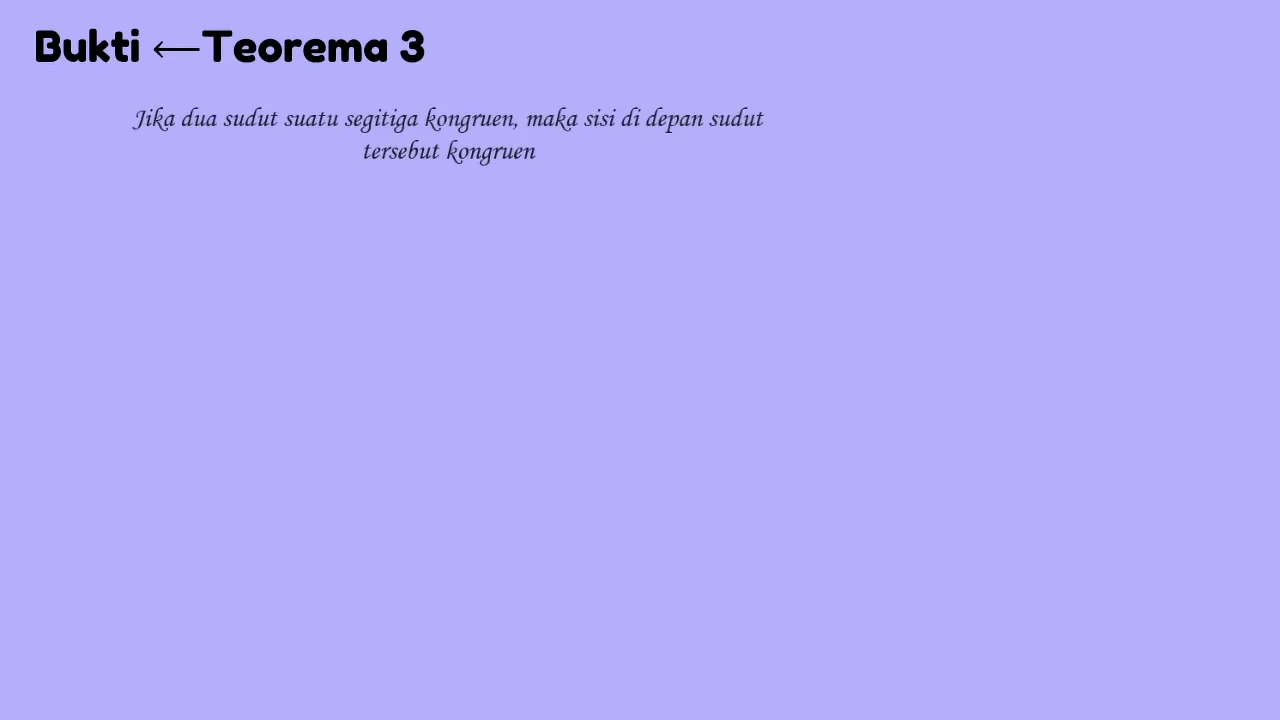 Bukti ⟵Teorema 3
Jika dua sudut suatu segitiga kongruen, maka sisi di depan sudut
tersebut kongruen